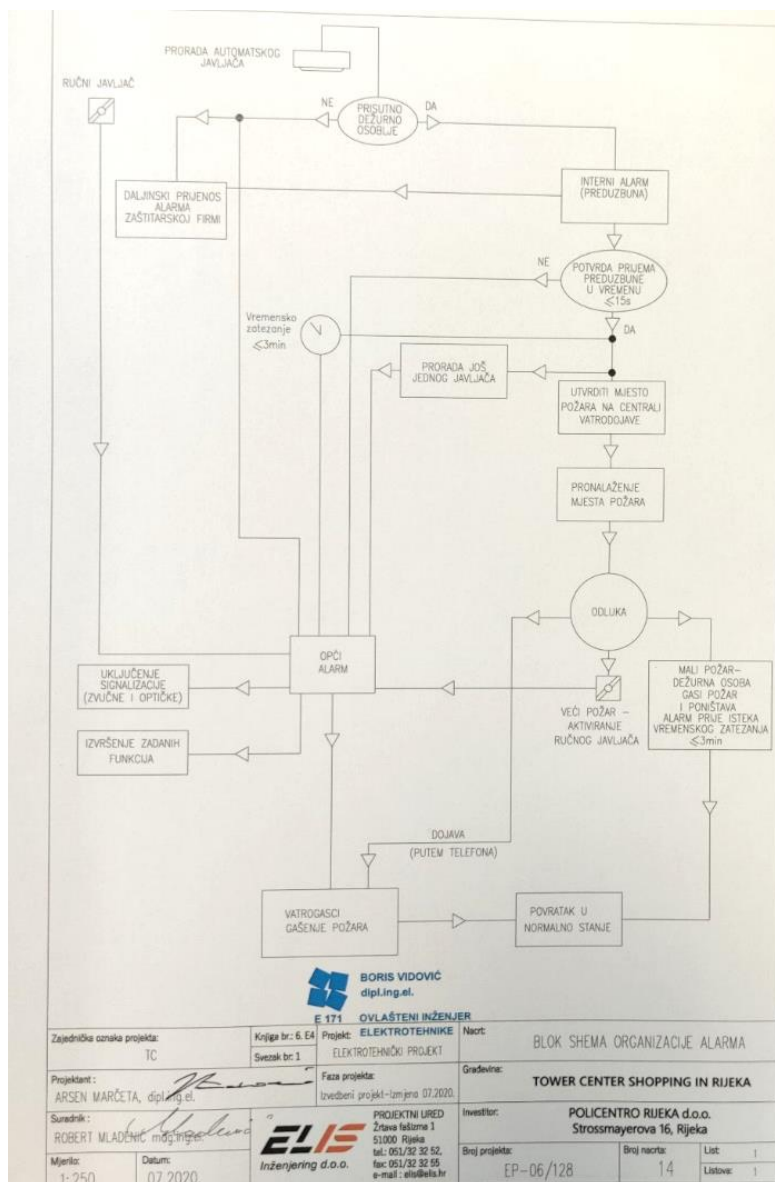 PRORADA AUTOMATSKOG
JAVLJAČA
RUČNI JAVLJAČ
NE
PRISUTNO
DEŽURNO
OSOBLJE
DA
DALJINSKI PRIJENOS
ALARMA
ZAŠTITARSKOJ FIRMI
INTERNI ALARM
(PREDUZBUNA)
NE
POTVRDA PRIJEMA
PREDUZBUNE
U VREMENU
≤15s
DA
Vremensko
zatezanje
≤3min
PRORADA JOŠ
JEDNOG JAVLJAČA
UTVRDITI MJESTO
POŽARA NA CENTRALI
VATRODOJAVE
PRONALAŽENJE
MJESTA POŽARA
ODLUKA
OPĆI
ALARM
UKLJUČENJE
SIGNALIZACIJE
(ZVUČNE I OPTIČKE)
IZVRŠENJE ZADANIH
FUNKCIJA
VEĆI POŽAR –
AKTIVIRANJE
RUČNOG JAVLJAČA
MALI POŽAR–
DEŽURNA OSOBA
GASI POŽAR
I PONIŠTAVA
ALARM PRIJE ISTEKA
VREMENSKOG ZATEZANJA
≤3min
DOJAVA
(PUTEM TELEFONA)
VATROGASCI
GAŠENJE POŽARA
POVRATAK U
NORMALNO STANJE
BORIS VIDOVIĆ
dipl.ing.el.
E 171 OVLAŠTENI INŽENJER
ELEKTROTEHNIKE
Zajednička oznaka projekta:
TC
Knjiga br.: 6. E4
Svezak br: 1
Projekt:
ELEKTROTEHNIČKI PROJEKT
Nacrt:
BLOK SHEMA ORGANIZACIJE ALARMA
Projektant :
ARSEN MARČETA, dipl.ing.el.
Faza projekta:
Izvedbeni projekt-Izmjena 07.2020.
Građevina:
TOWER CENTER SHOPPING IN RIJEKA
Suradnik :
ROBERT MLADENIĆ mag.ing.el.
ELIS
Inženjering d.o.o.
PROJEKTNI URED
Žrtava fašizma 1
51000 Rijeka
tel.: 051/32 32 52,
fax: 051/32 32 55
e-mail : elis@elis.hr
Investitor:
POLICENTRO RIJEKA d.o.o.
Strossmayerova 16, Rijeka
Mjerilo:
1:250
Datum:
07.2020
Broj projekta:
EP-06/128
Broj nacrta:
14
List: 1
Listova: 1